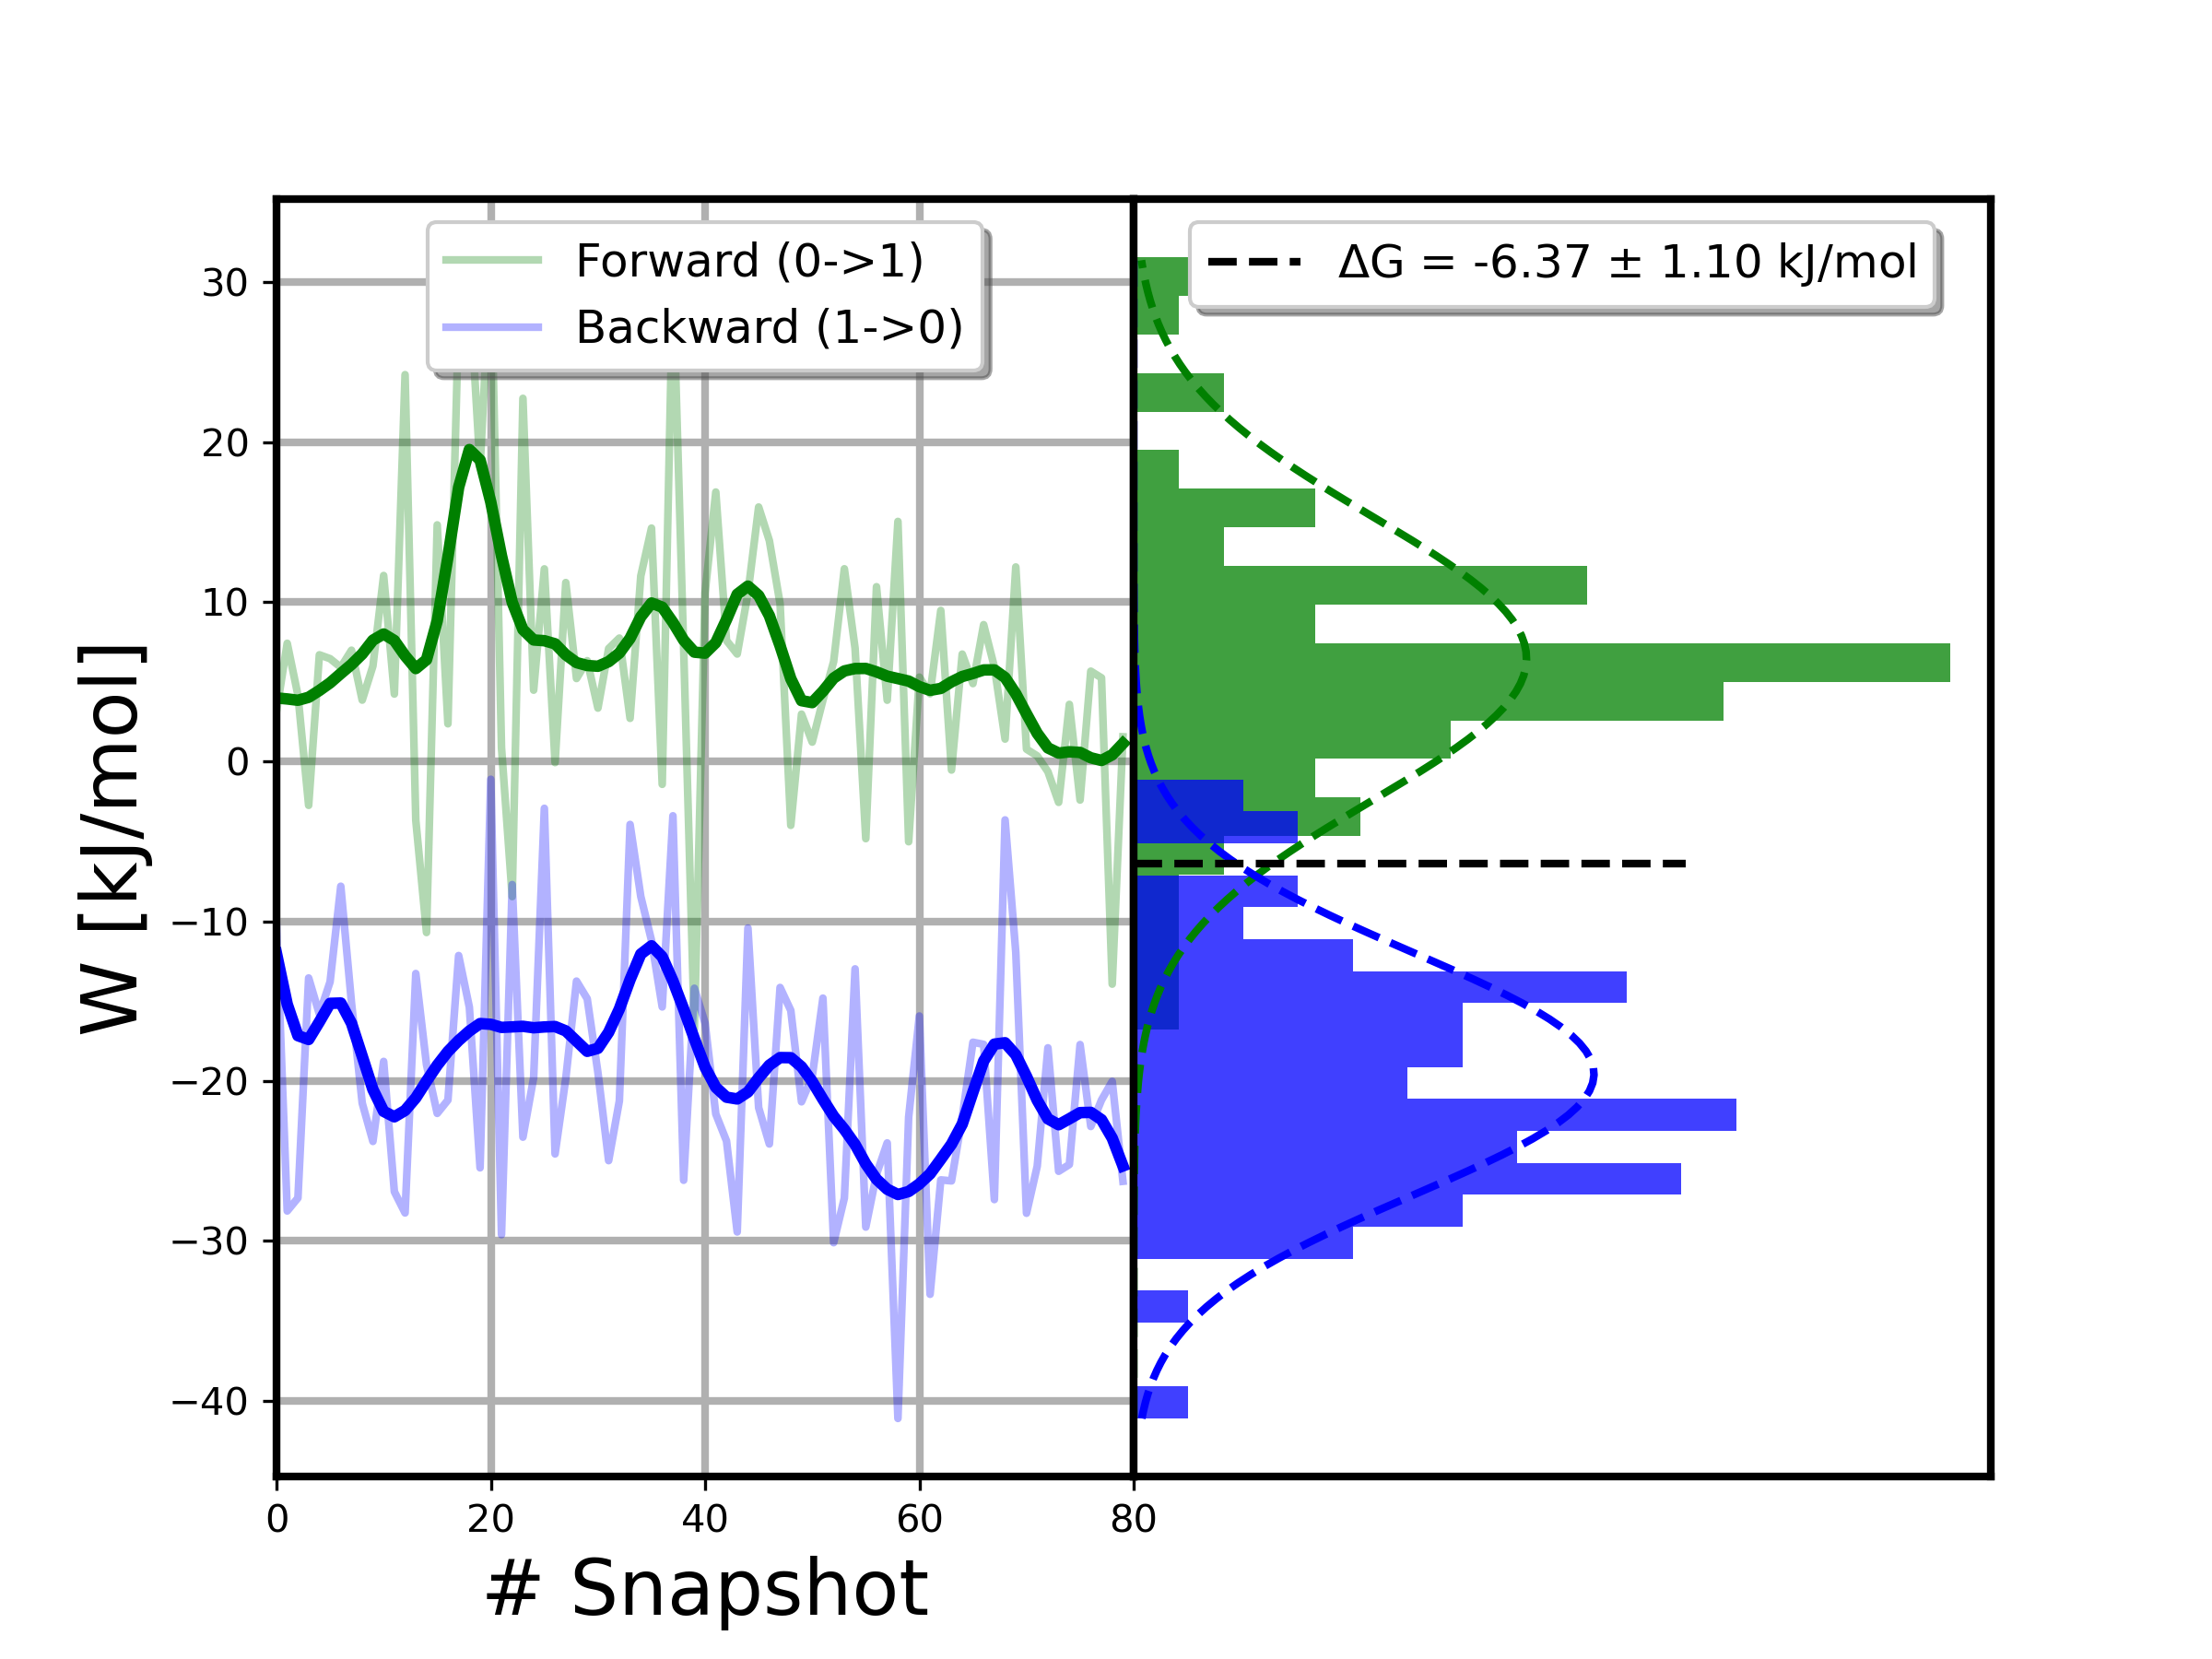 Forward (0->1)
Backward (1->0)
ΔG = -6.37 ± 1.10 kJ/mol
30
20
10
0
−10
−20
−30
−40
W [kJ/mol]
0
20
40
60
80
# Snapshot